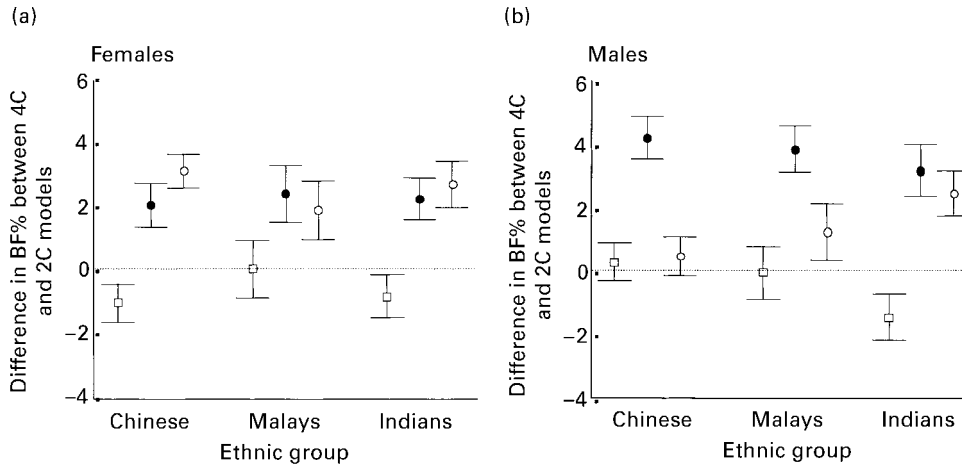 (a)
Females
6
4
2
0
−2
−4
Difference in BF% between 4C
and 2C models
Chinese Malays Indians
Ethnic group
(b)
Males
6
4
2
0
−2
−4
Difference in BF% between 4C
and 2C models
Chinese Malays Indians
Ethnic group